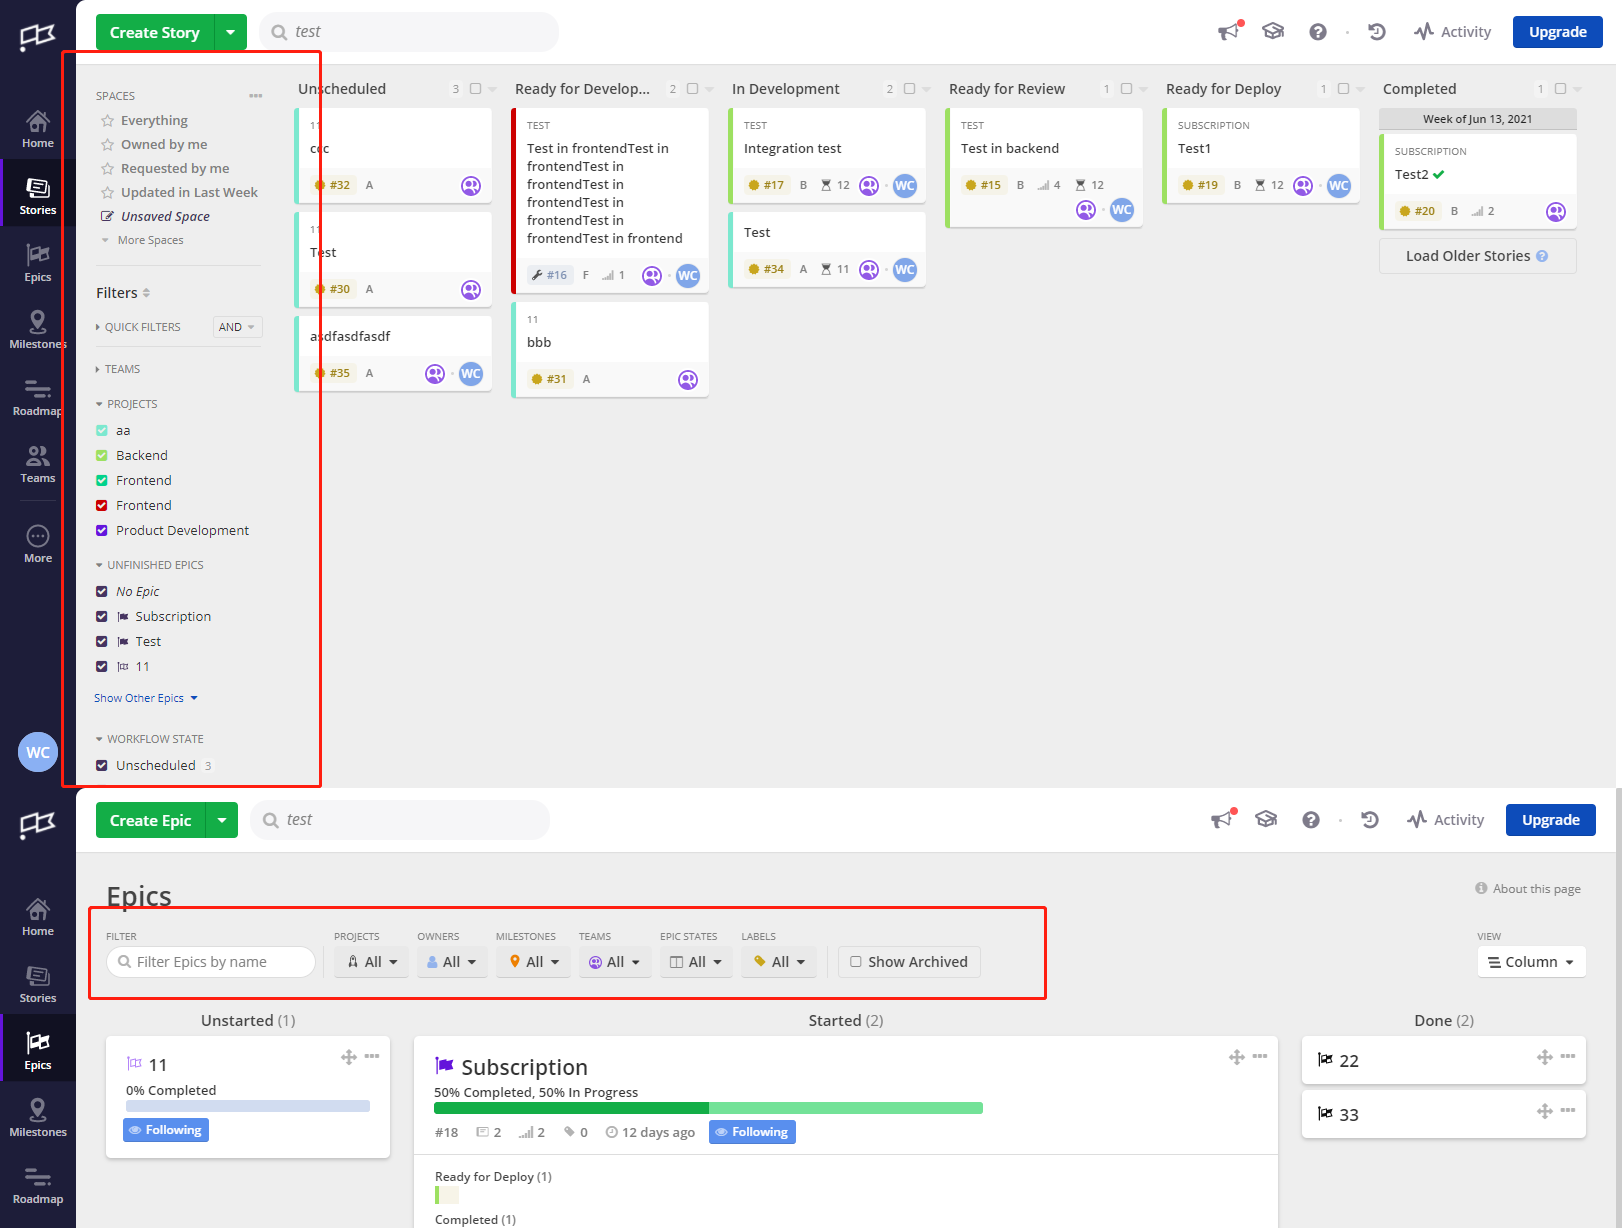 Create Story
test
Activity
Upgrade
Home
Stories
Epics
Milestones
Roadmap
Teams
More
WC
SPACES
Everything
Owned by me
Requested by me
Updated in Last Week
Unsaved Space
More Spaces
Filters
QUICK FILTERS AND
TEAMS
PROJECTS
aa
Backend
Frontend
Frontend
Product Development
UNFINISHED EPICS
No Epic
Subscription
Test
11
Show Other Epics
WORKFLOW STATE
Unscheduled 3
Unscheduled 3
11
ccc
#32 A
11
Test
#30 A
asdfasdfasdf
#35 A WC
Ready for Develop... 2
TEST
Test in frontendTest in
frontendTest in
frontendTest in
frontendTest in
frontendTest in
frontendTest in frontend
#16 F 1 WC
11
bbb
#31 A
In Development 2
TEST
Integration test
#17 B 12 WC
Test
#34 A 11 WC
Ready for Review 1
TEST
Test in backend
#15 B 4 12
WC
Ready for Deploy 1
SUBSCRIPTION
Test1
#19 B 12 WC
Completed 1
Week of Jun 13, 2021
SUBSCRIPTION
Test2
#20 B 2
Load Older Stories ?
Create Epic
test
Activity
Upgrade
Home
Stories
Epics
Milestones
Roadmap
Epics
About this page
FILTER
Filter Epics by name
PROJECTS
All
OWNERS
All
MILESTONES
All
TEAMS
All
EPIC STATES
All
LABELS
All
Show Archived
VIEW
Column
Unstarted (1)
11
0% Completed
Following
Started (2)
Subscription
50% Completed, 50% In Progress
#18 2 2 0 12 days ago Following
Ready for Deploy (1)
Completed (1)
Done (2)
22
33